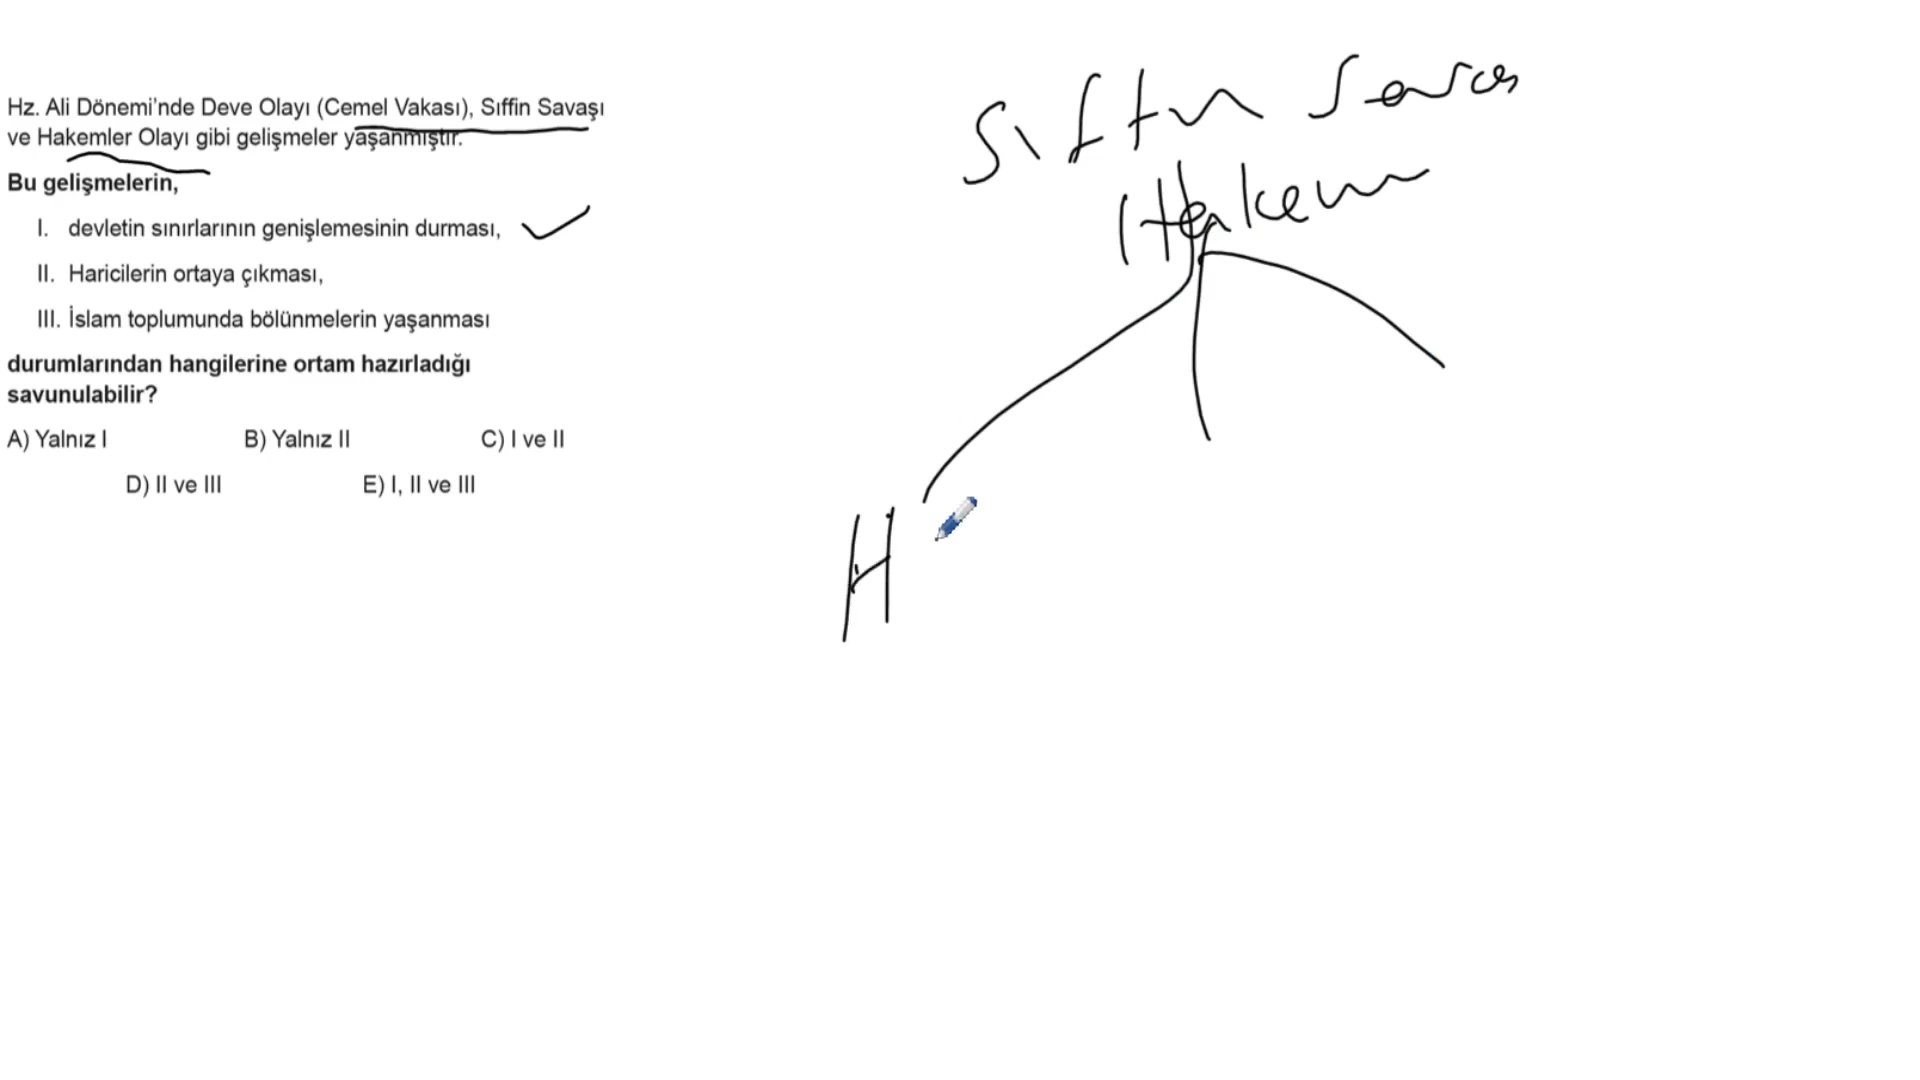 Hz. Ali Dönemi'nde Deve Olayı (Cemel Vakası), Sıffin Savaşı
ve Hakemler Olayı gibi gelişmeler yaşanmıştır.
Bu gelişmelerin,
I. devletin sınırlarının genişlemesinin durması,
II. Haricilerin ortaya çıkması,
III. İslam toplumunda bölünmelerin yaşanması
durumlarından hangilerine ortam hazırladığı
savunulabilir?
A) Yalnız I B) Yalnız II C) I ve II
D) II ve III E) I, II ve III
Sıffın Savaş
Hakem
H